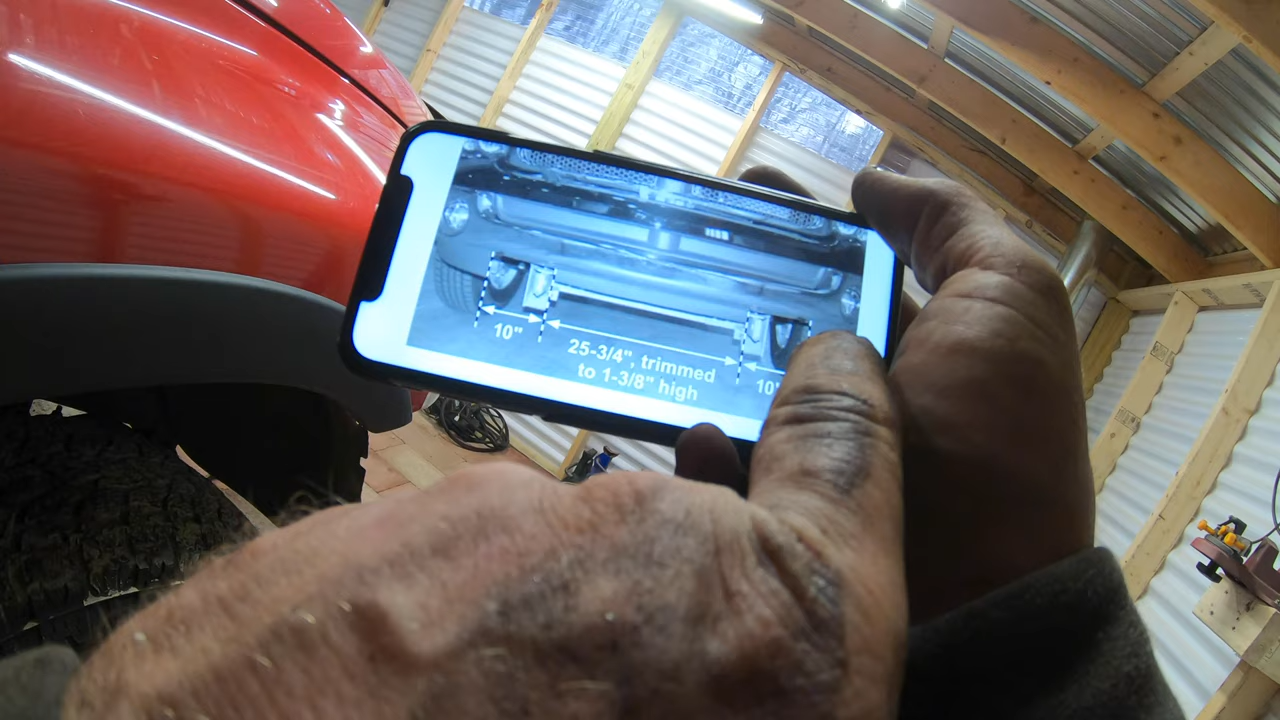 10"
25-3/4", trimmed
to 1-3/8" high
10"